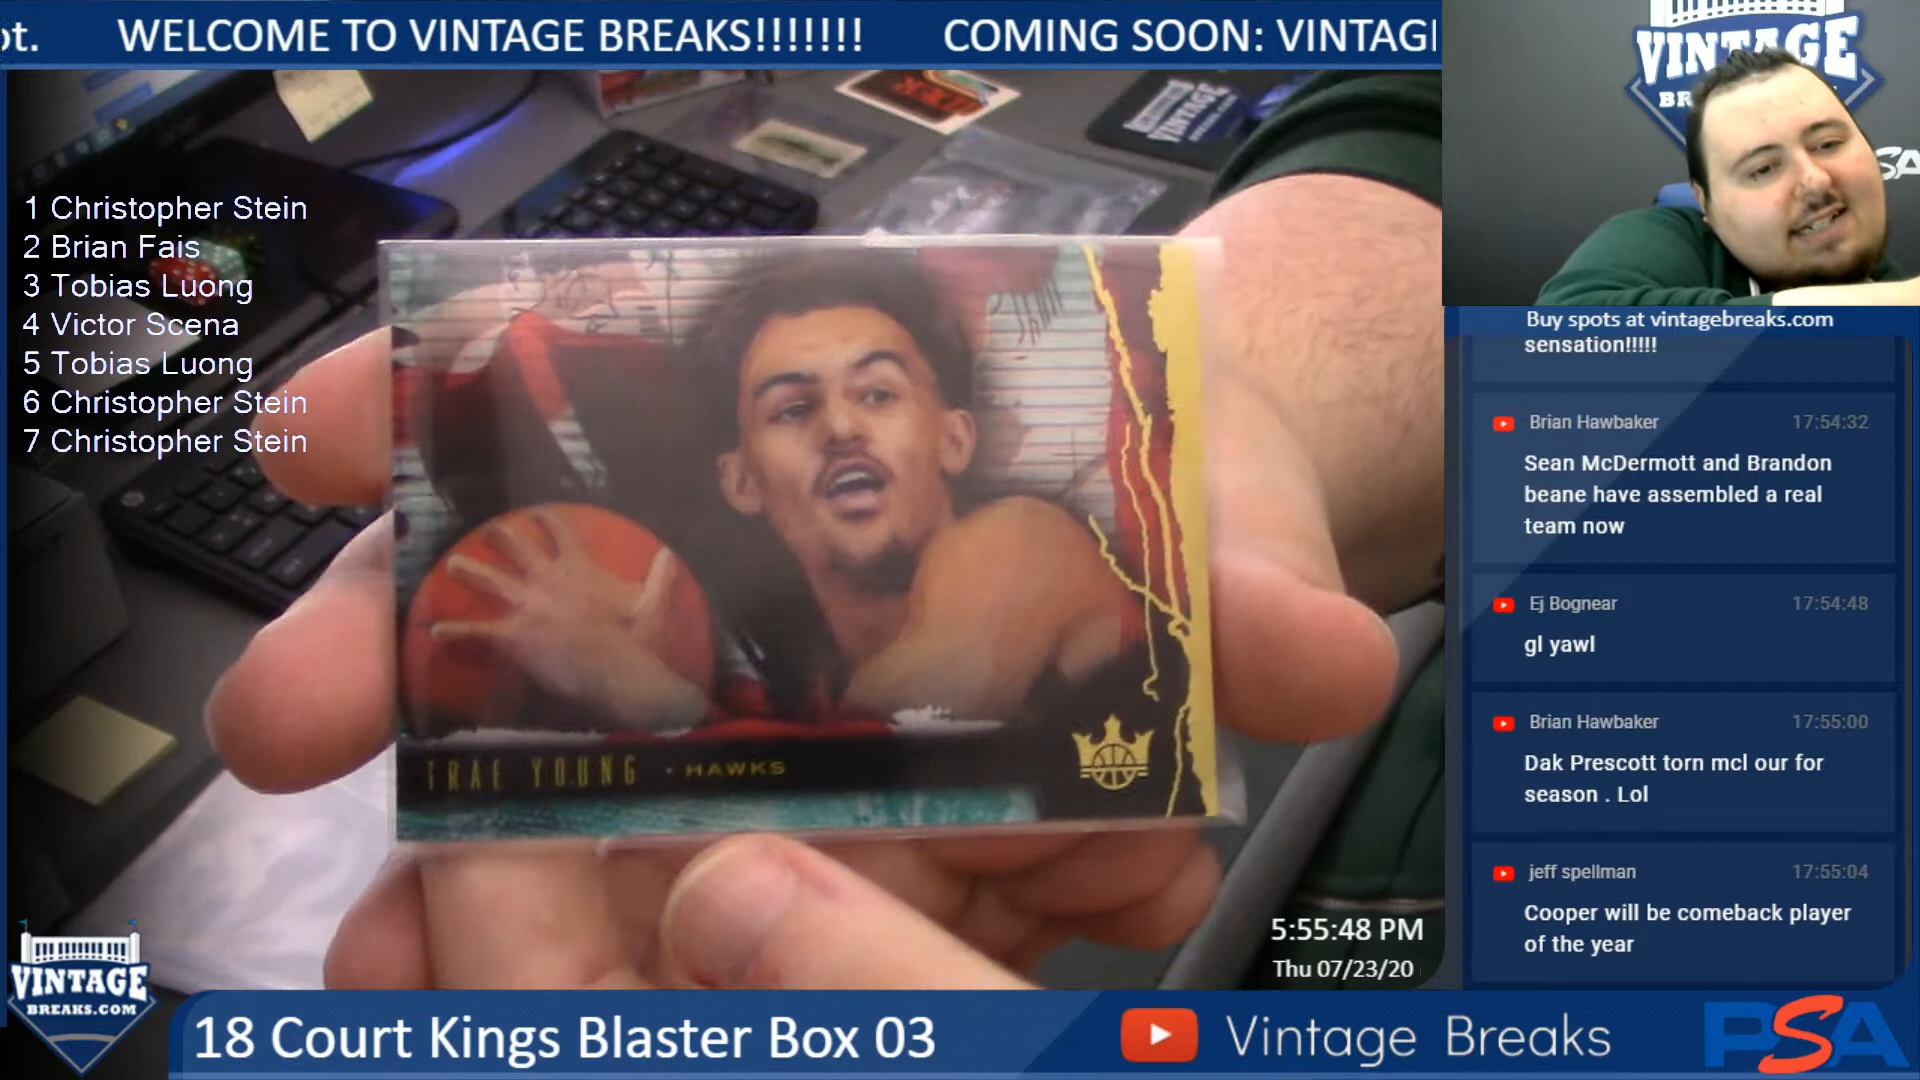 ot. WELCOME TO VINTAGE BREAKS!!!!!!! COMING SOON: VINTAGI
VINTAGE
BR
SA
VINTAGE
1 Christopher Stein
2 Brian Fais
3 Tobias Luong
4 Victor Scena
5 Tobias Luong
6 Christopher Stein
7 Christopher Stein
TRAE YOUNG • HAWKS
Buy spots at vintagebreaks.com
sensation!!!!!
Brian Hawbaker 17:54:32
Sean McDermott and Brandon
beane have assembled a real
team now
Ej Bognear 17:54:48
gl yawl
Brian Hawbaker 17:55:00
Dak Prescott torn mcl our for
season . Lol
jeff spellman 17:55:04
Cooper will be comeback player
of the year
5:55:48 PM
Thu 07/23/20
VINTAGE
BREAKS.COM
18 Court Kings Blaster Box 03
Vintage Breaks
PSA